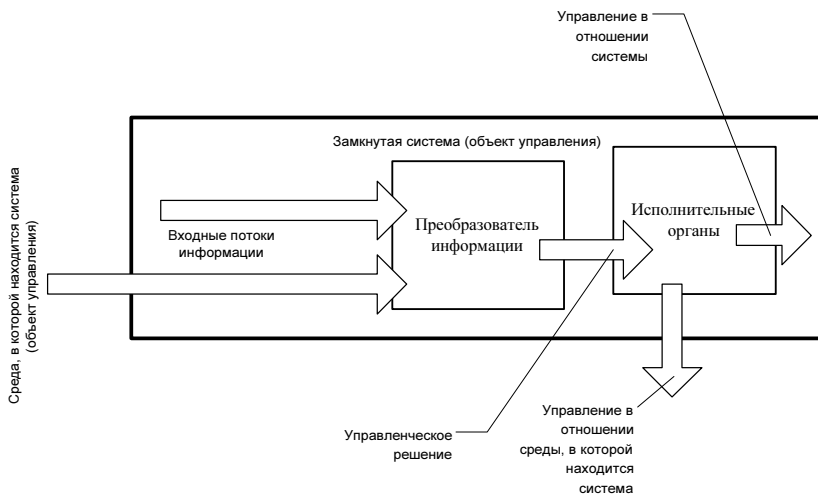 Управление в
отношении
системы
Замкнутая система (объект управления)
Среда, в которой находится система
(объект управления)
Входные потоки
информации
Преобразователь
информации
Исполнительные
органы
Управленческое
решение
Управление в
отношении
среды, в которой
находится
система